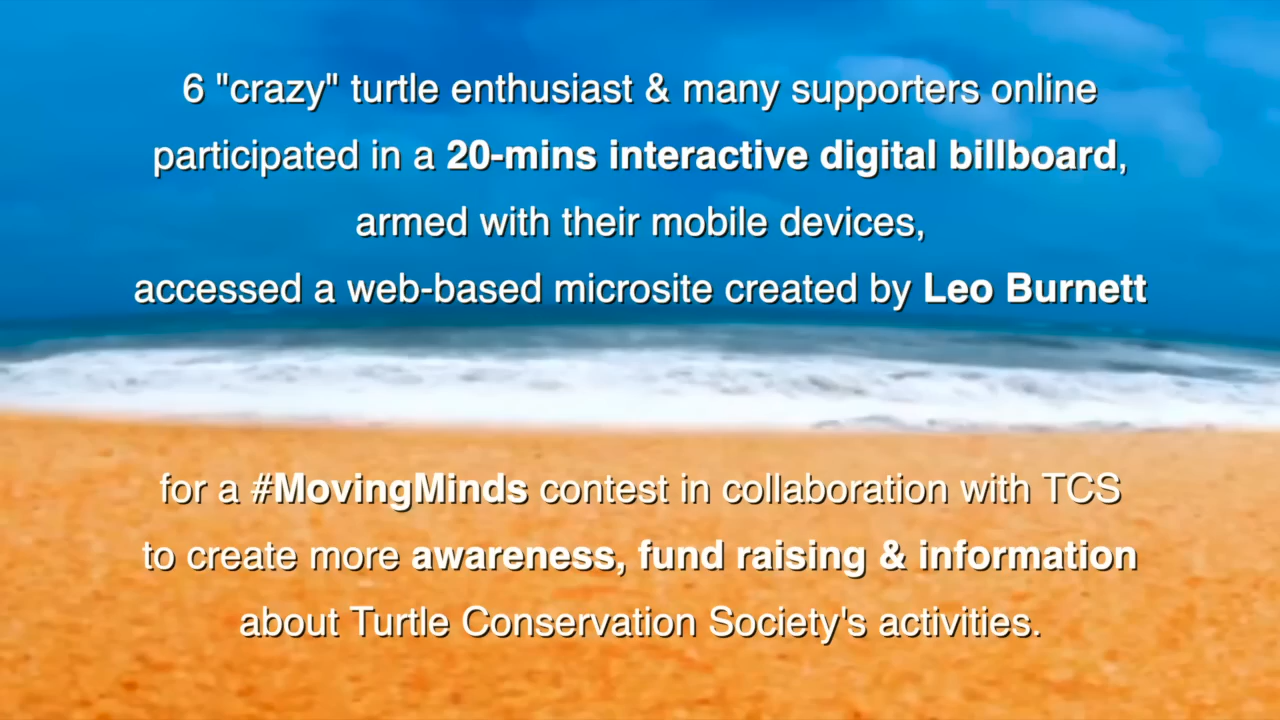 6 "crazy" turtle enthusiast & many supporters online
participated in a 20-mins interactive digital billboard,
armed with their mobile devices,
accessed a web-based microsite created by Leo Burnett
for a #MovingMinds contest in collaboration with TCS
to create more awareness, fund raising & information
about Turtle Conservation Society's activities.